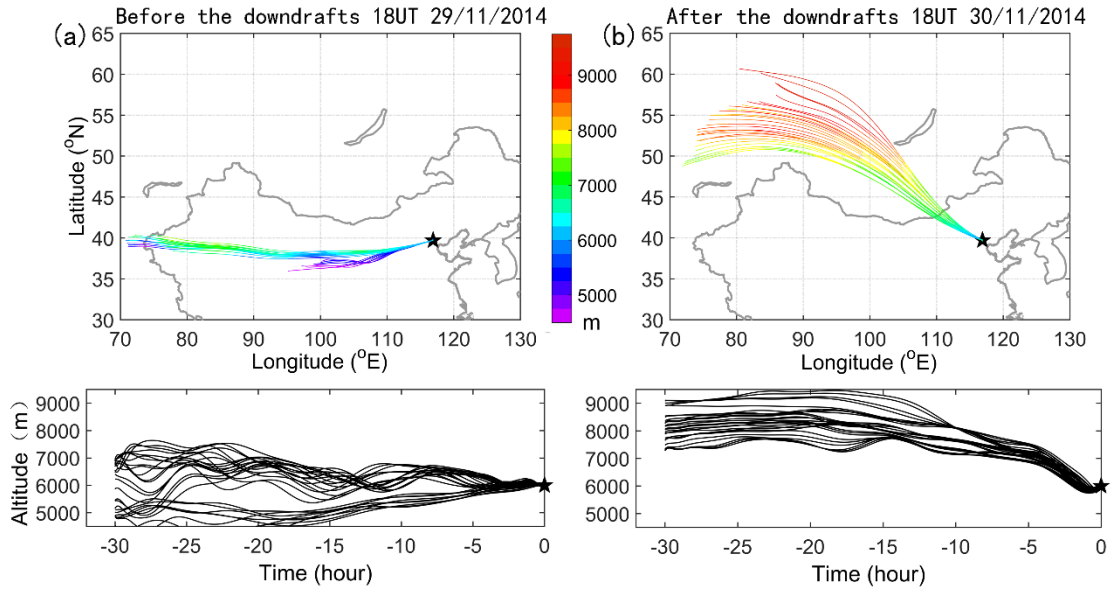 Before the downdrafts 18UT 29/11/2014
After the downdrafts 18UT 30/11/2014
(a)
65
60
55
50
45
40
35
30
Latitude (°N)
70 80 90 100 110 120 130
Longitude (°E)
9000
8000
7000
6000
5000
m
(b)
65
60
55
50
45
40
35
30
70 80 90 100 110 120 130
Longitude (°E)
9000
8000
7000
6000
5000
Altitude (m)
-30 -25 -20 -15 -10 -5 0
Time (hour)
9000
8000
7000
6000
5000
-30 -25 -20 -15 -10 -5 0
Time (hour)